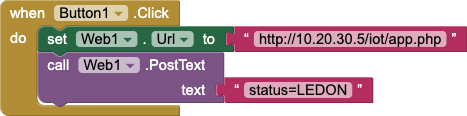 when Button1 .Click
do set Web1 . Url to " http://10.20.30.5/iot/app.php "
call Web1 .PostText
text " status=LEDON "